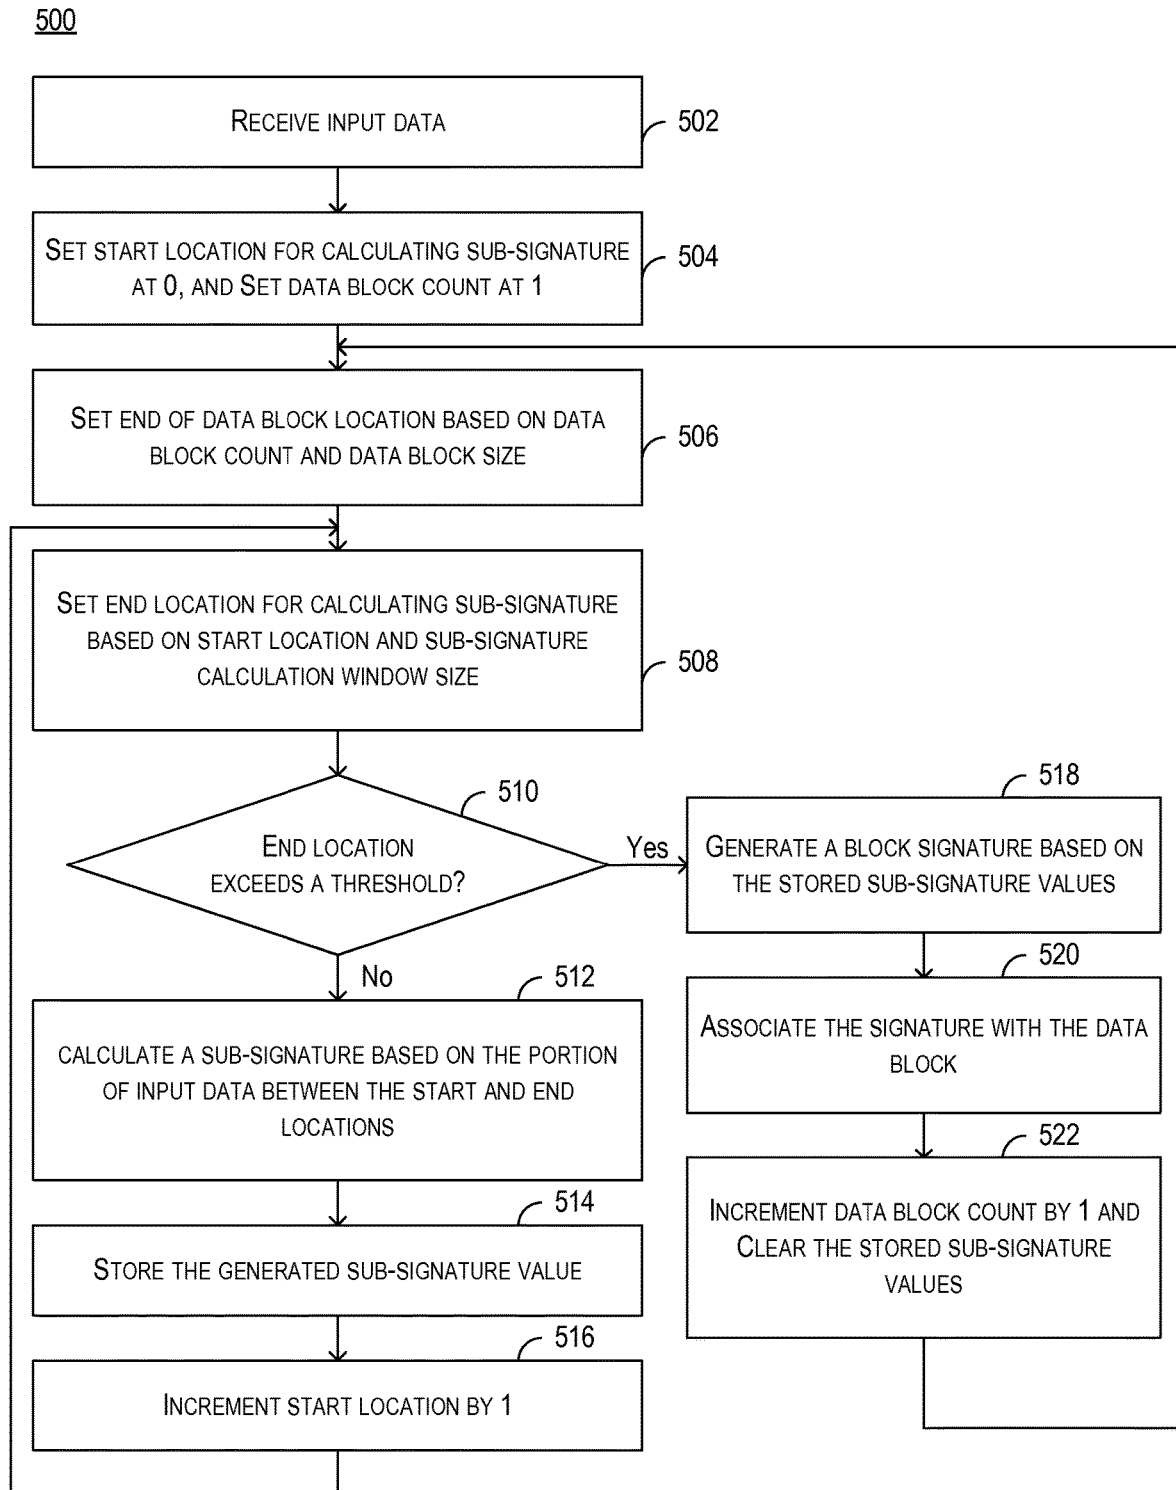 500
RECEIVE INPUT DATA
502
SET START LOCATION FOR CALCULATING SUB-SIGNATURE
AT 0, AND SET DATA BLOCK COUNT AT 1
504
SET END OF DATA BLOCK LOCATION BASED ON DATA
BLOCK COUNT AND DATA BLOCK SIZE
506
SET END LOCATION FOR CALCULATING SUB-SIGNATURE
BASED ON START LOCATION AND SUB-SIGNATURE
CALCULATION WINDOW SIZE
508
510
END LOCATION
EXCEEDS A THRESHOLD?
Yes
No
512
CALCULATE A SUB-SIGNATURE BASED ON THE PORTION
OF INPUT DATA BETWEEN THE START AND END
LOCATIONS
514
STORE THE GENERATED SUB-SIGNATURE VALUE
516
INCREMENT START LOCATION BY 1
518
GENERATE A BLOCK SIGNATURE BASED ON
THE STORED SUB-SIGNATURE VALUES
520
ASSOCIATE THE SIGNATURE WITH THE DATA
BLOCK
522
INCREMENT DATA BLOCK COUNT BY 1 AND
CLEAR THE STORED SUB-SIGNATURE
VALUES